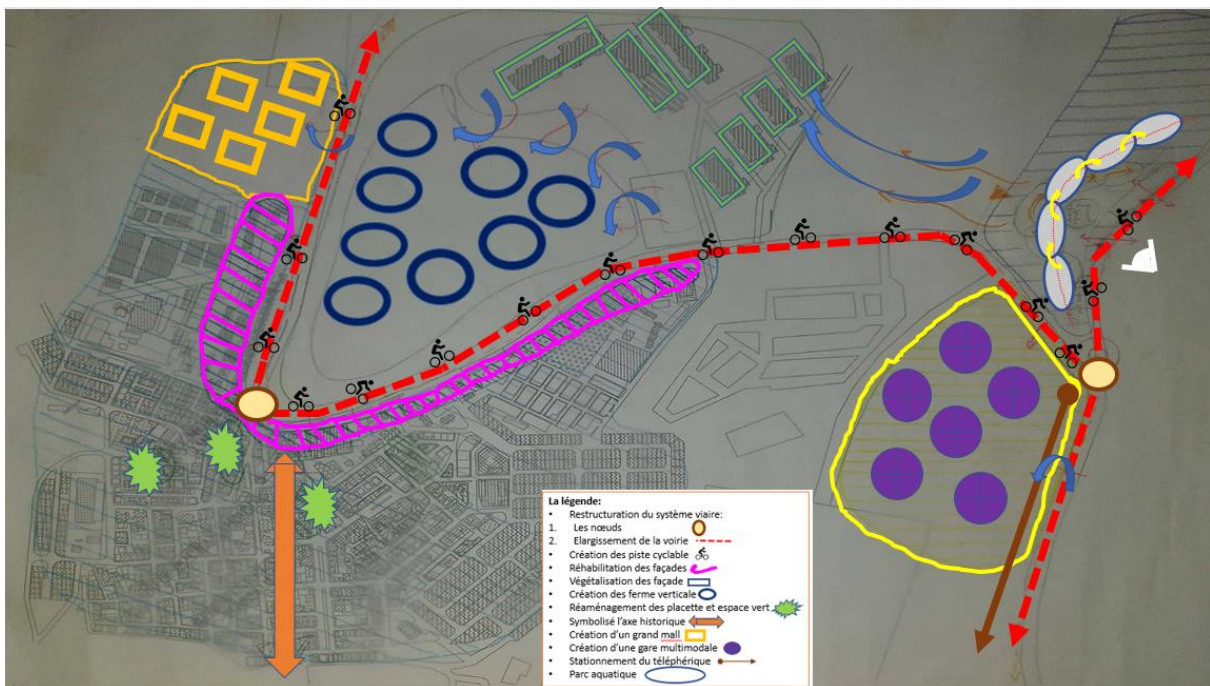 La légende:
• Restructuration du système viaire:
1. Les nœuds
2. Elargissement de la voirie
• Création des piste cyclable
• Réhabilitation des façades
• Végétalisation des façade
• Création des ferme verticale
• Réaménagement des placette et espace vert
• Symbolisé l'axe historique
• Création d'un grand mall
• Création d'une gare multimodale
• Stationnement du téléphérique
• Parc aquatique